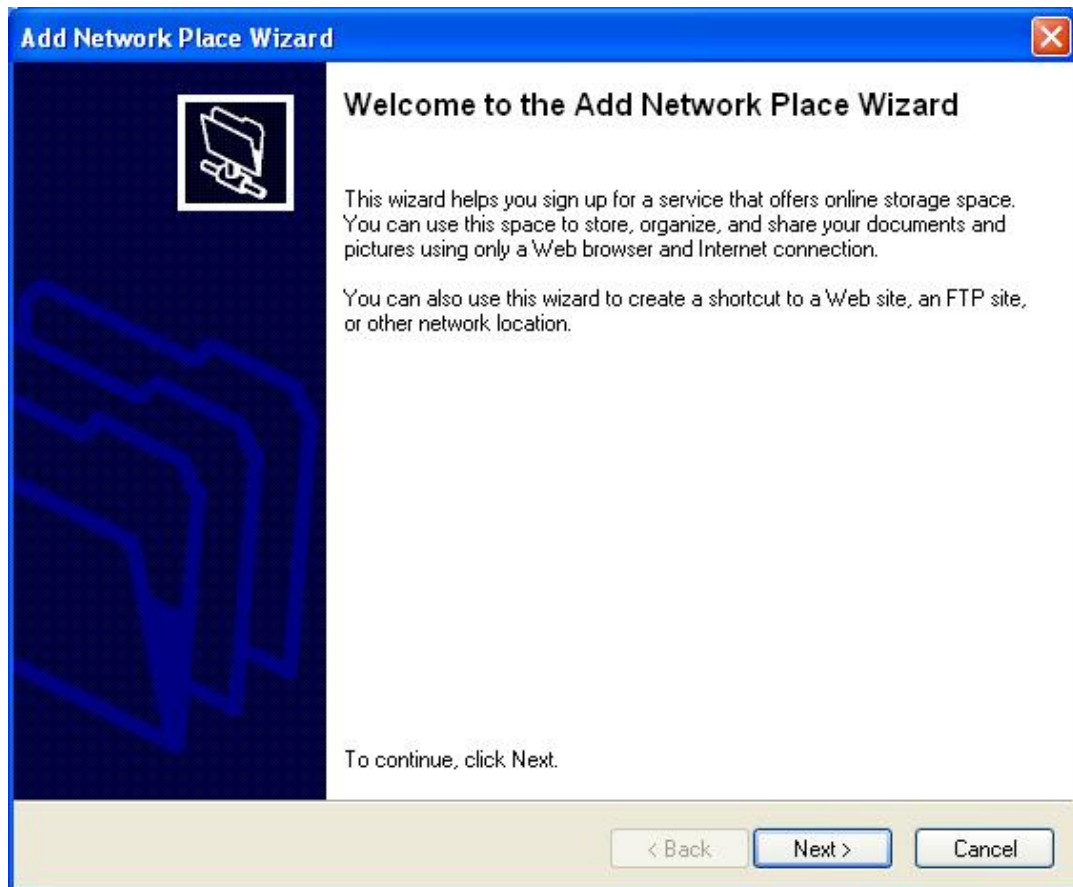 Add Network Place Wizard
Welcome to the Add Network Place Wizard
This wizard helps you sign up for a service that offers online storage space.
You can use this space to store, organize, and share your documents and
pictures using only a Web browser and Internet connection.
You can also use this wizard to create a shortcut to a Web site, an FTP site,
or other network location.
To continue, click Next.
< Back Next > Cancel